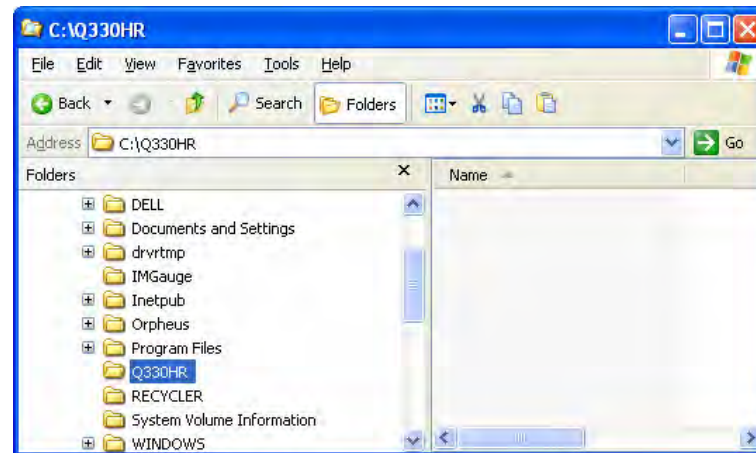 C:\Q330HR
File Edit View Favorites Tools Help
Back Search Folders
Address C:\Q330HR Go
Folders Name
DELL
Documents and Settings
drvrtmp
IMGauge
Inetpub
Orpheus
Program Files
Q330HR
RECYCLER
System Volume Information
WINDOWS